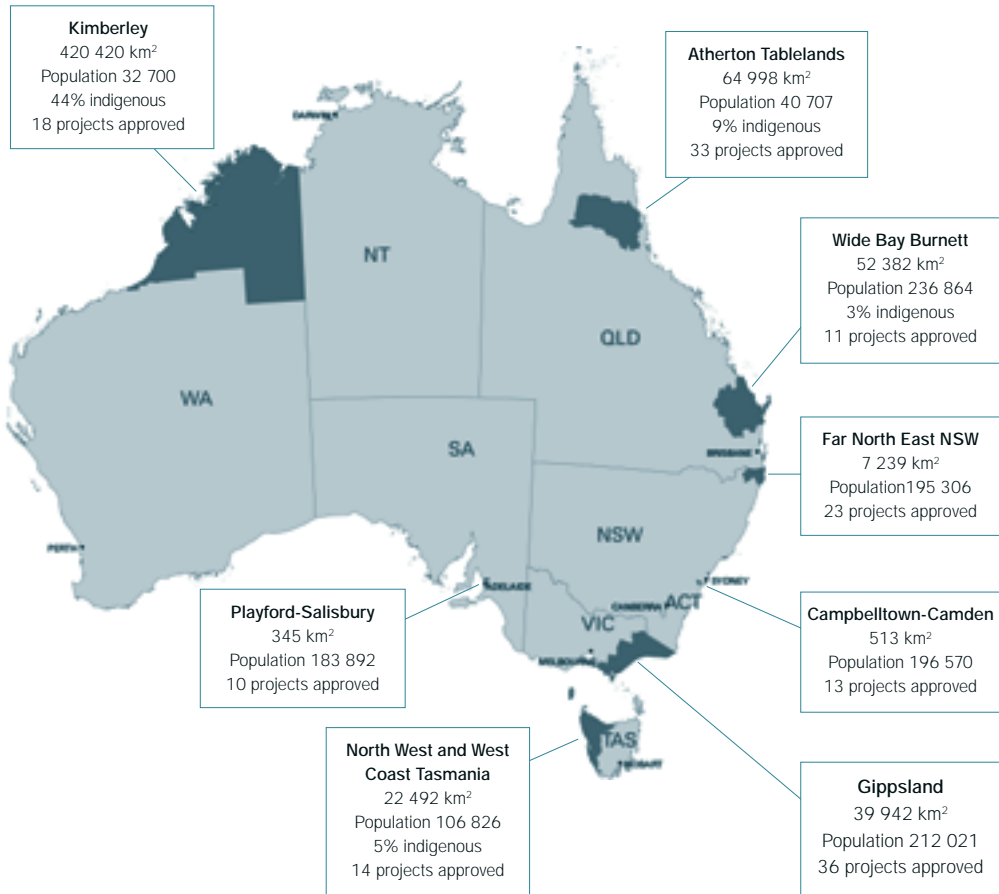 Kimberley
420 420 km²
Population 32 700
44% indigenous
18 projects approved
Atherton Tablelands
64 998 km²
Population 40 707
9% indigenous
33 projects approved
DARWIN
Wide Bay Burnett
52 382 km²
Population 236 864
3% indigenous
11 projects approved
NT
QLD
WA
SA
BRISBANE
Far North East NSW
7 239 km²
Population195 306
23 projects approved
NSW
PERTH
ADELAIDE
SYDNEY
CANBERRA
ACT
VIC
MELBOURNE
Playford-Salisbury
345 km²
Population 183 892
10 projects approved
Campbelltown-Camden
513 km²
Population 196 570
13 projects approved
TAS
HOBART
North West and West
Coast Tasmania
22 492 km²
Population 106 826
5% indigenous
14 projects approved
Gippsland
39 942 km²
Population 212 021
36 projects approved